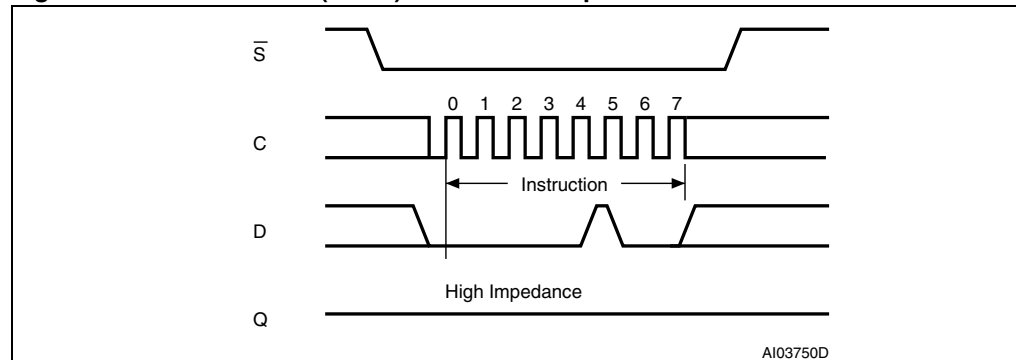 S̅
0 1 2 3 4 5 6 7
C
Instruction
D
High Impedance
Q
AI03750D